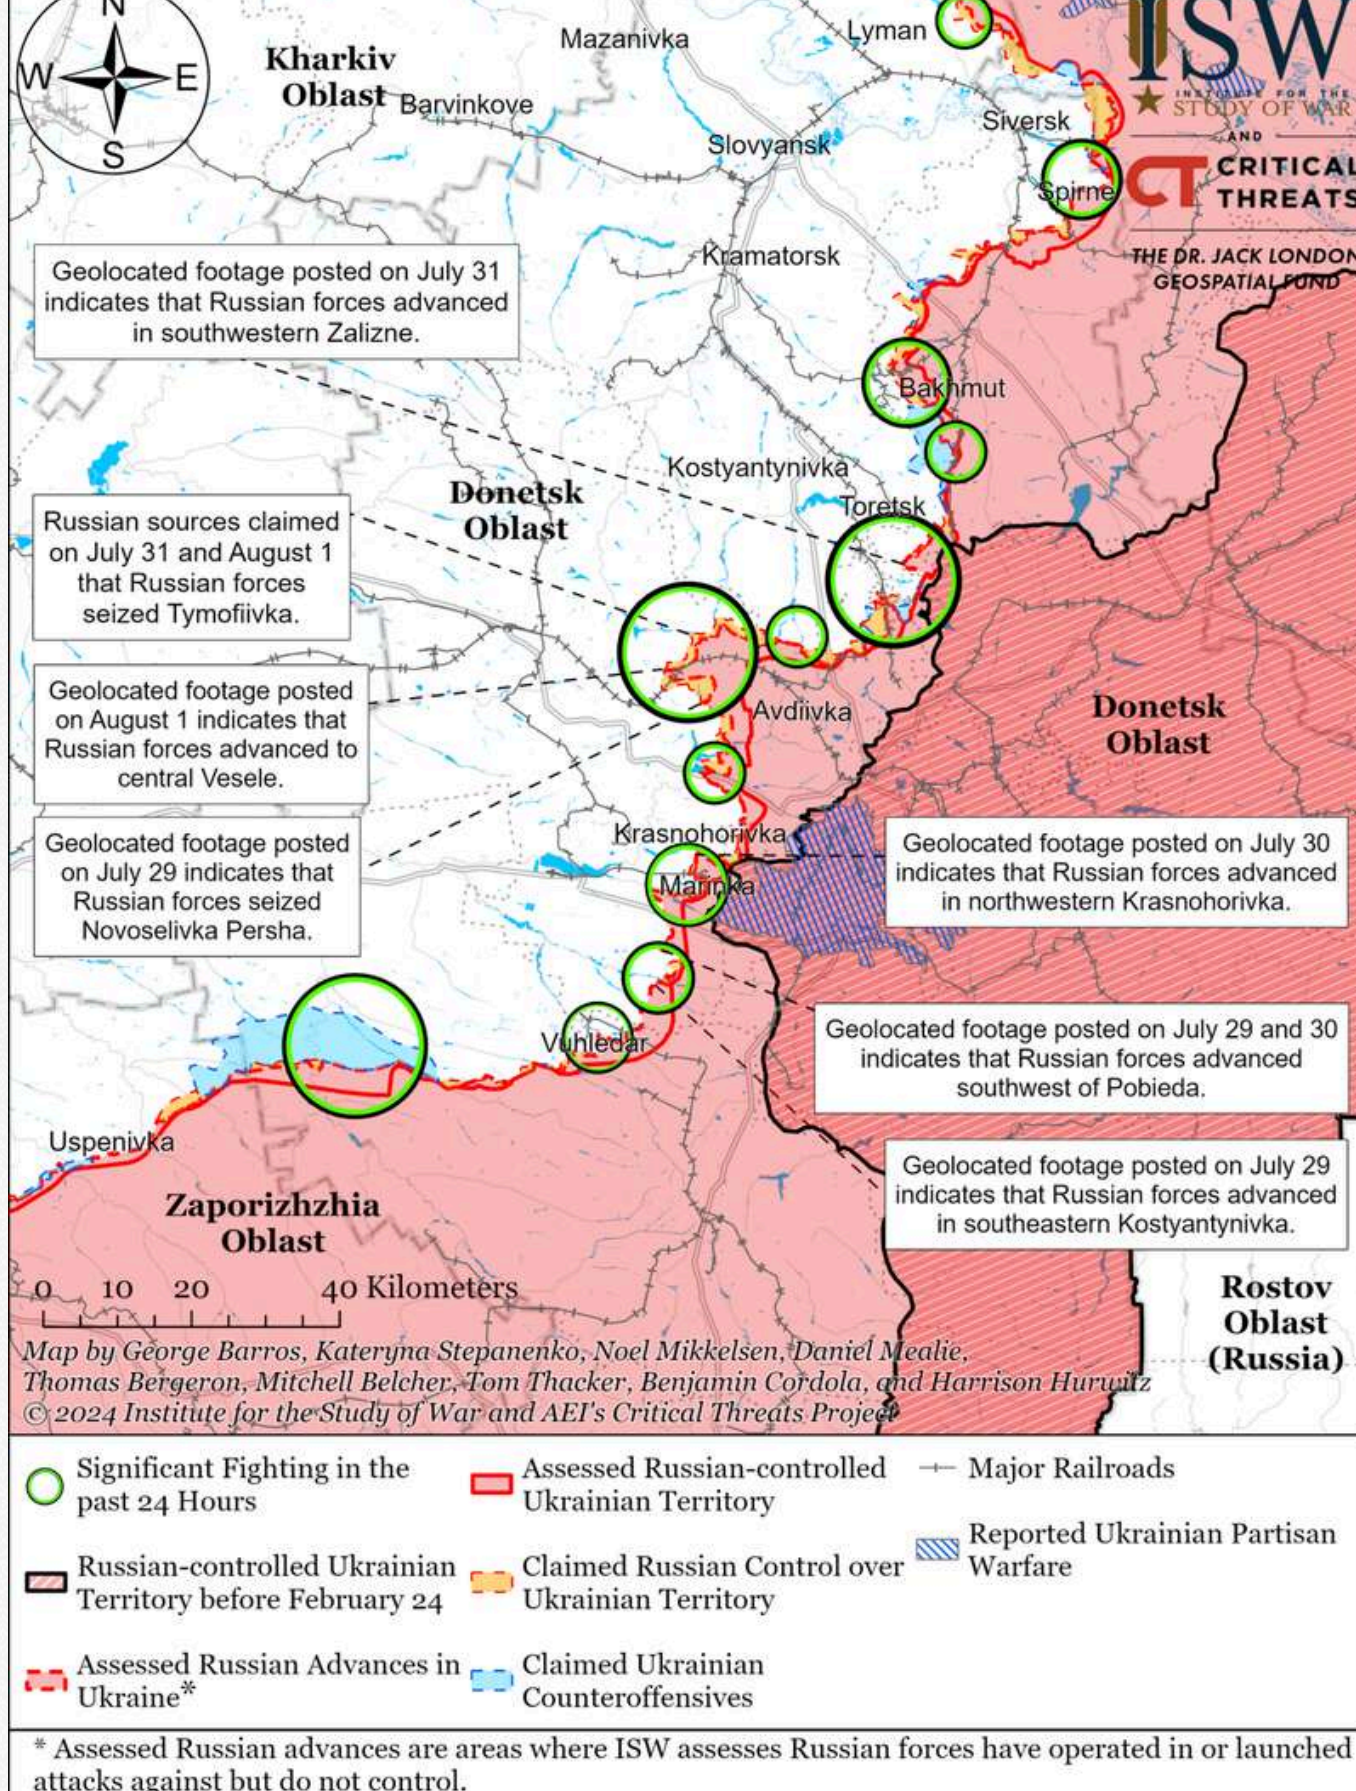 N
W
E
S
Kharkiv
Oblast
Mazanivka
Lyman
Barvinkove
Slovyansk
Siversk
Spirne
Kramatorsk
ISW
INSTITUTE FOR THE
STUDY OF WAR
AND
CT CRITICAL
THREATS
THE DR. JACK LONDON
GEOSPATIAL FUND
Geolocated footage posted on July 31
indicates that Russian forces advanced
in southwestern Zalizne.
Bakhmut
Kostyantynivka
Donetsk
Oblast
Toretsk
Russian sources claimed
on July 31 and August 1
that Russian forces
seized Tymofiivka.
Geolocated footage posted
on August 1 indicates that
Russian forces advanced to
central Vesele.
Avdiivka
Donetsk
Oblast
Geolocated footage posted
on July 29 indicates that
Russian forces seized
Novoselivka Persha.
Krasnohorivka
Marinka
Geolocated footage posted on July 30
indicates that Russian forces advanced
in northwestern Krasnohorivka.
Vuhledar
Geolocated footage posted on July 29 and 30
indicates that Russian forces advanced
southwest of Pobieda.
Uspenivka
Geolocated footage posted on July 29
indicates that Russian forces advanced
in southeastern Kostyantynivka.
Zaporizhzhia
Oblast
Rostov
Oblast
(Russia)
0 10 20 40 Kilometers
Map by George Barros, Kateryna Stepanenko, Noel Mikkelsen, Daniel Mealie,
Thomas Bergeron, Mitchell Belcher, Tom Thacker, Benjamin Cordola, and Harrison Hurwitz
© 2024 Institute for the Study of War and AEI's Critical Threats Project
Significant Fighting in the
past 24 Hours
Russian-controlled Ukrainian
Territory before February 24
Assessed Russian Advances in
Ukraine*
Assessed Russian-controlled
Ukrainian Territory
Claimed Russian Control over
Ukrainian Territory
Claimed Ukrainian
Counteroffensives
Major Railroads
Reported Ukrainian Partisan
Warfare
* Assessed Russian advances are areas where ISW assesses Russian forces have operated in or launched
attacks against but do not control.